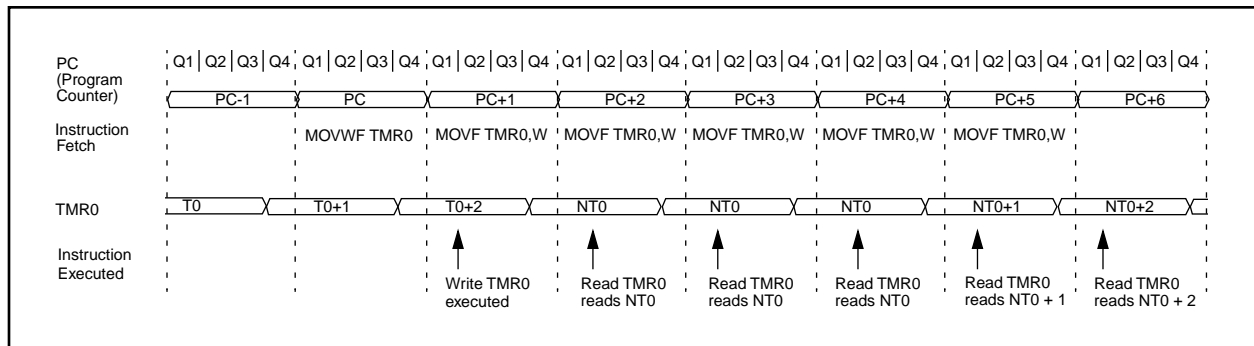 PC
(Program
Counter)
Q1 Q2 Q3 Q4 Q1 Q2 Q3 Q4 Q1 Q2 Q3 Q4 Q1 Q2 Q3 Q4 Q1 Q2 Q3 Q4 Q1 Q2 Q3 Q4 Q1 Q2 Q3 Q4 Q1 Q2 Q3 Q4
PC-1 PC PC+1 PC+2 PC+3 PC+4 PC+5 PC+6
Instruction
Fetch
MOVWF TMR0 MOVF TMR0,W MOVF TMR0,W MOVF TMR0,W MOVF TMR0,W MOVF TMR0,W
TMR0
T0 T0+1 T0+2 NT0 NT0 NT0 NT0+1 NT0+2
Instruction
Executed
Write TMR0
executed
Read TMR0
reads NT0
Read TMR0
reads NT0
Read TMR0
reads NT0
Read TMR0
reads NT0 + 1
Read TMR0
reads NT0 + 2